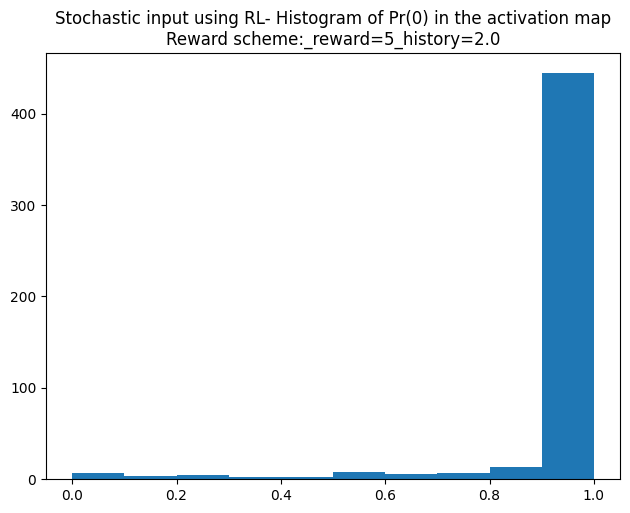 Stochastic input using RL- Histogram of Pr(0) in the activation map
Reward scheme:_reward=5_history=2.0
400
300
200
100
0
0.0 0.2 0.4 0.6 0.8 1.0